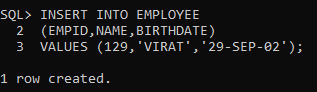 SQL> INSERT INTO EMPLOYEE
2 (EMPID,NAME,BIRTHDATE)
3 VALUES (129,'VIRAT','29-SEP-02');
1 row created.